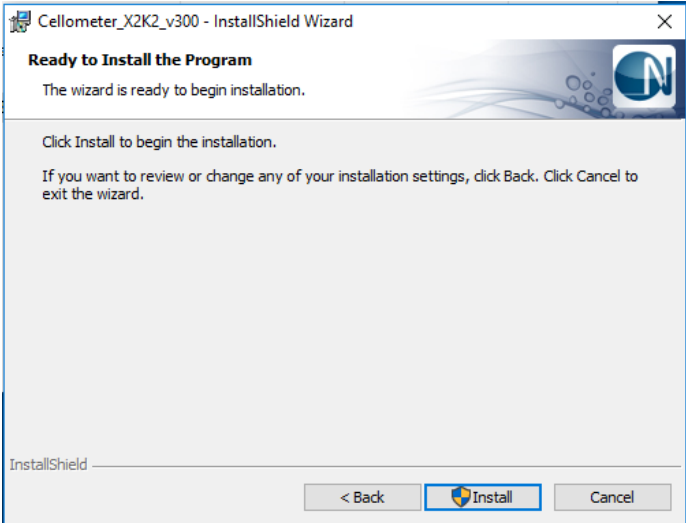 Cellometer_X2K2_v300 - InstallShield Wizard
Ready to Install the Program
The wizard is ready to begin installation.
N
Click Install to begin the installation.
If you want to review or change any of your installation settings, click Back. Click Cancel to
exit the wizard.
InstallShield
< Back
Install
Cancel